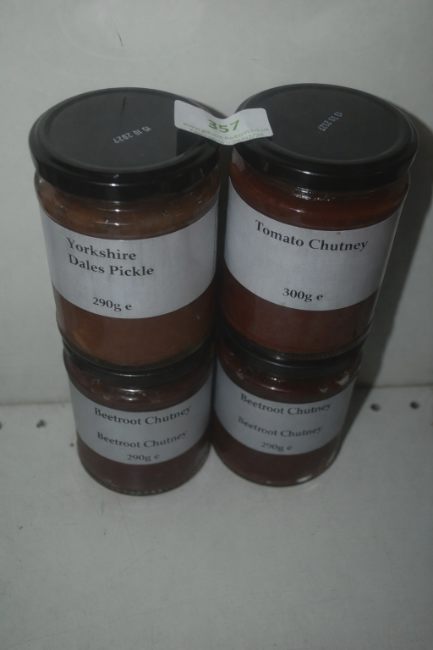 357
Yorkshire
Dales Pickle
290g e
Tomato Chutney
300g e
Beetroot Chutney
Beetroot Chutney
290g e
Beetroot Chutney
Beetroot Chutney
290g e